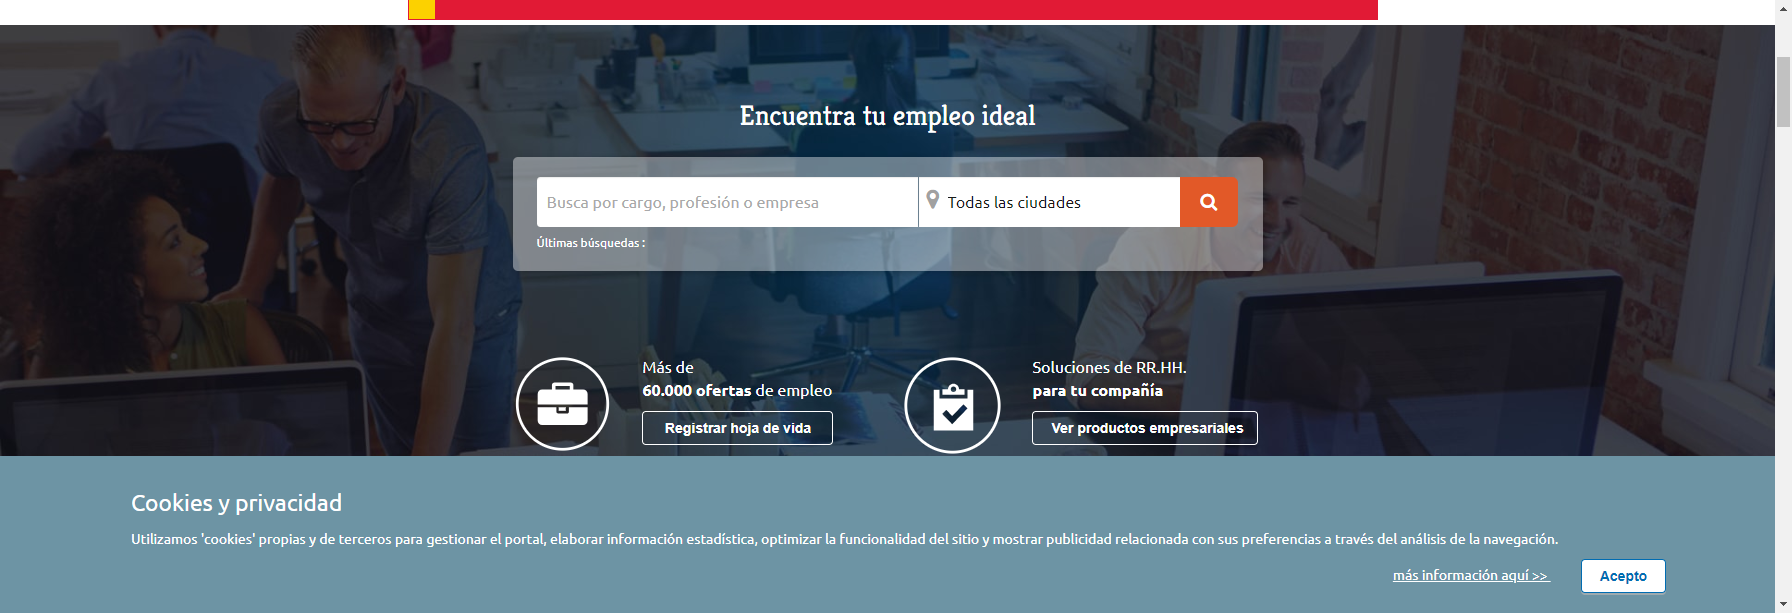 Encuentra tu empleo ideal
Busca por cargo, profesión o empresa
Todas las ciudades
Últimas búsquedas :
Más de
60.000 ofertas de empleo
Registrar hoja de vida
Soluciones de RR.HH.
para tu compañía
Ver productos empresariales
Cookies y privacidad
Utilizamos 'cookies' propias y de terceros para gestionar el portal, elaborar información estadística, optimizar la funcionalidad del sitio y mostrar publicidad relacionada con sus preferencias a través del análisis de la navegación.
más información aquí >>
Acepto